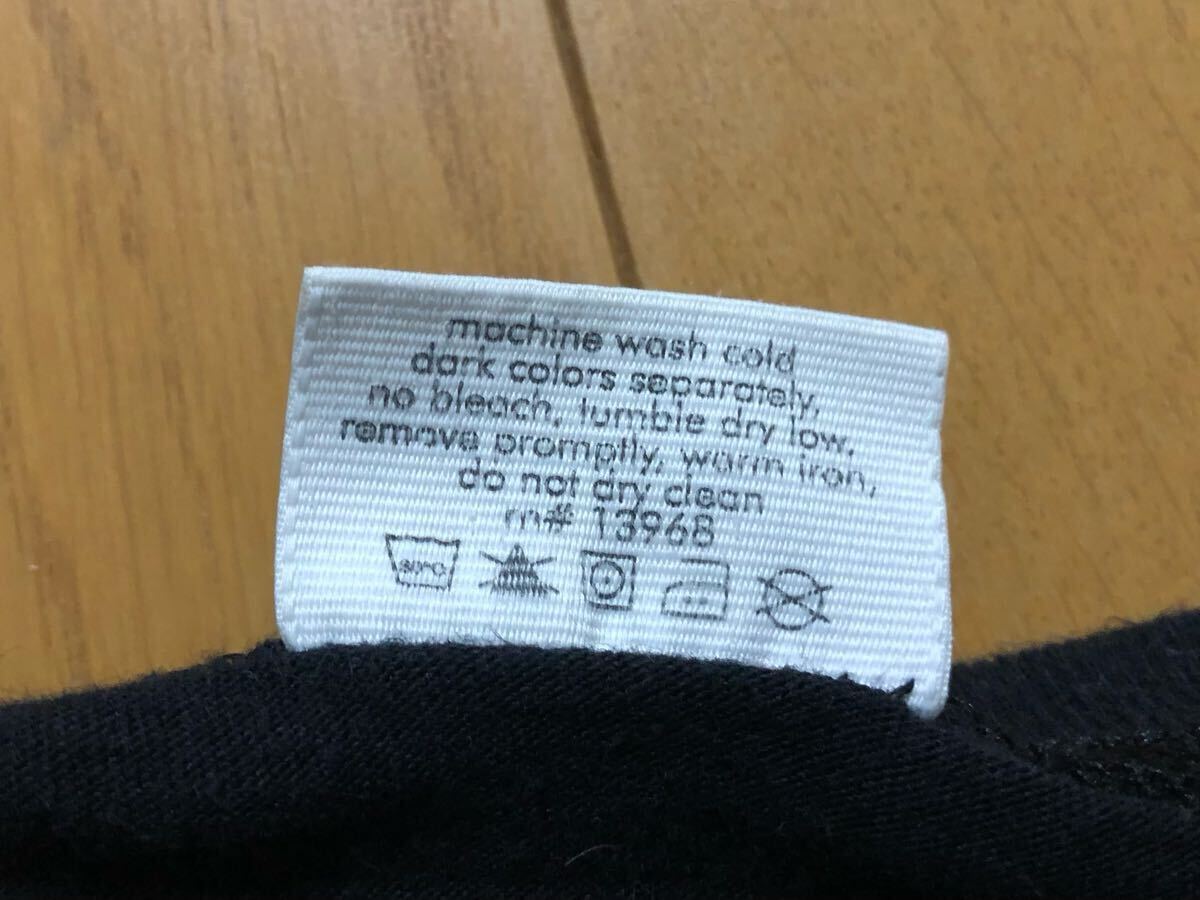 machine wash cold
dark colors separately,
no bleach, tumble dry low,
remove promptly, warm iron,
do not dry clean
rn# 13968